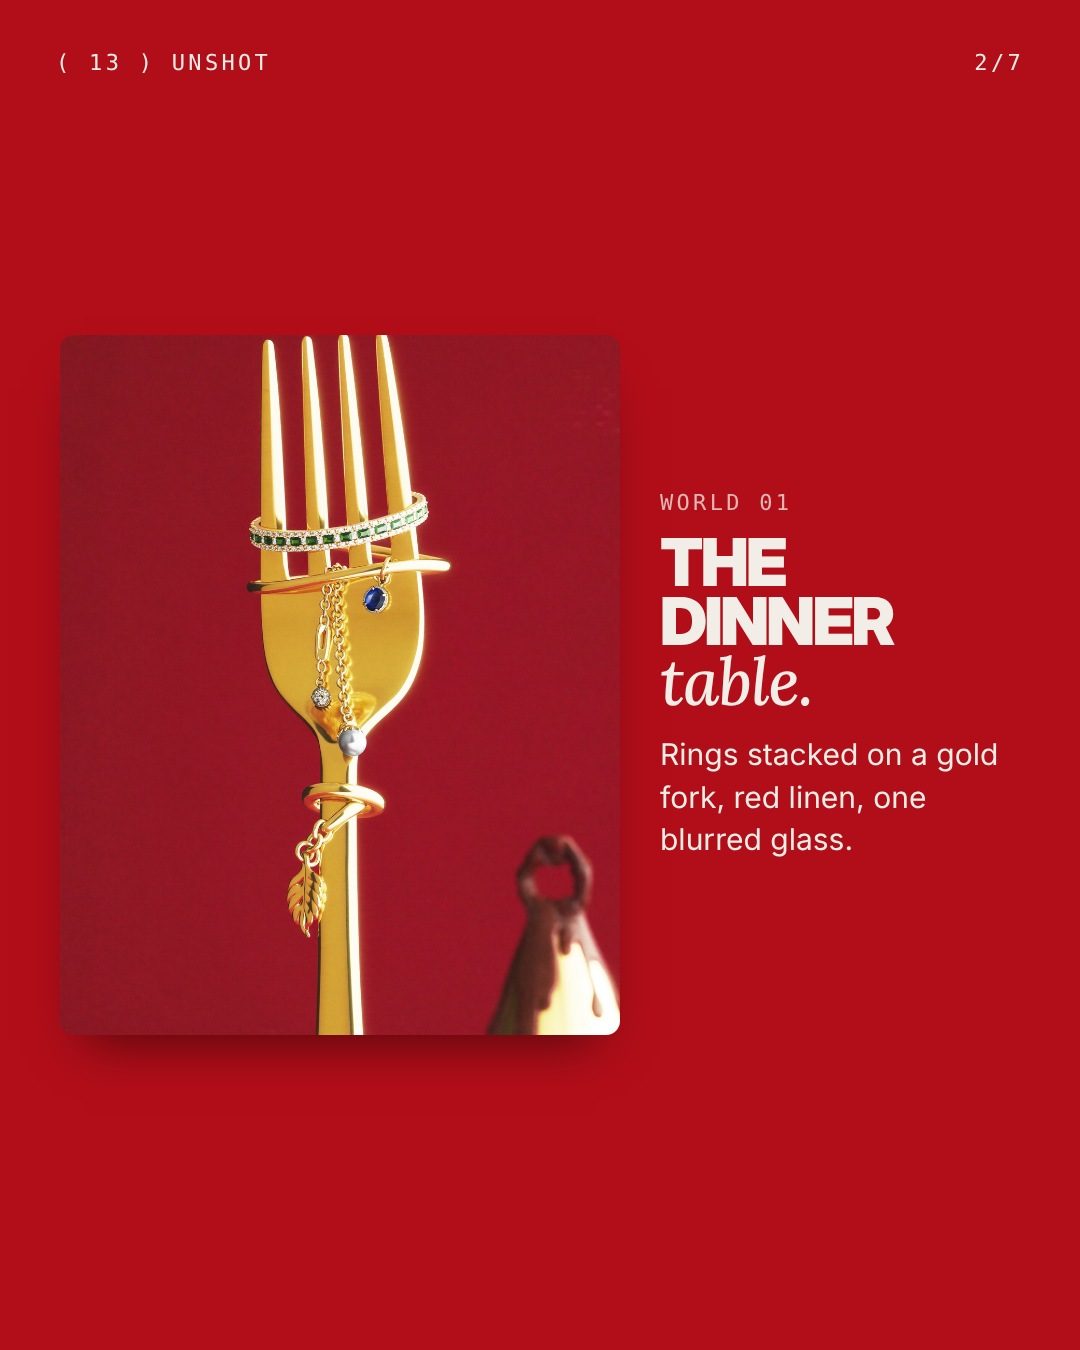 ( 13 ) UNSHOT
2/7
WORLD 01
THE
DINNER
table.
Rings stacked on a gold
fork, red linen, one
blurred glass.